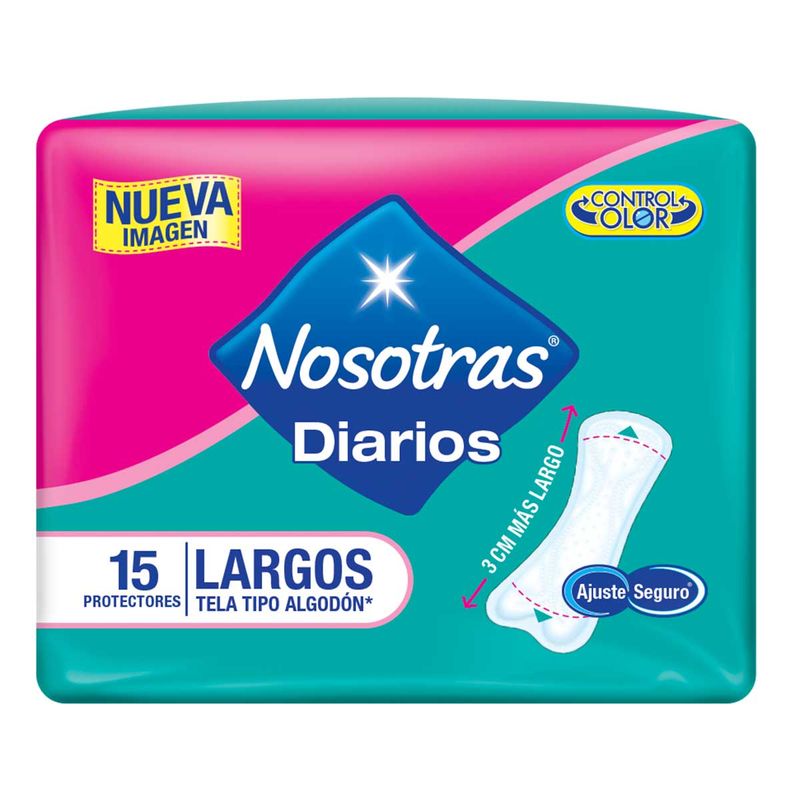 NUEVA
IMAGEN
CONTROL
OLOR
Nosotras®
Diarios
3 CM MÁS LARGO
15
PROTECTORES
LARGOS
TELA TIPO ALGODÓN*
Ajuste Seguro®